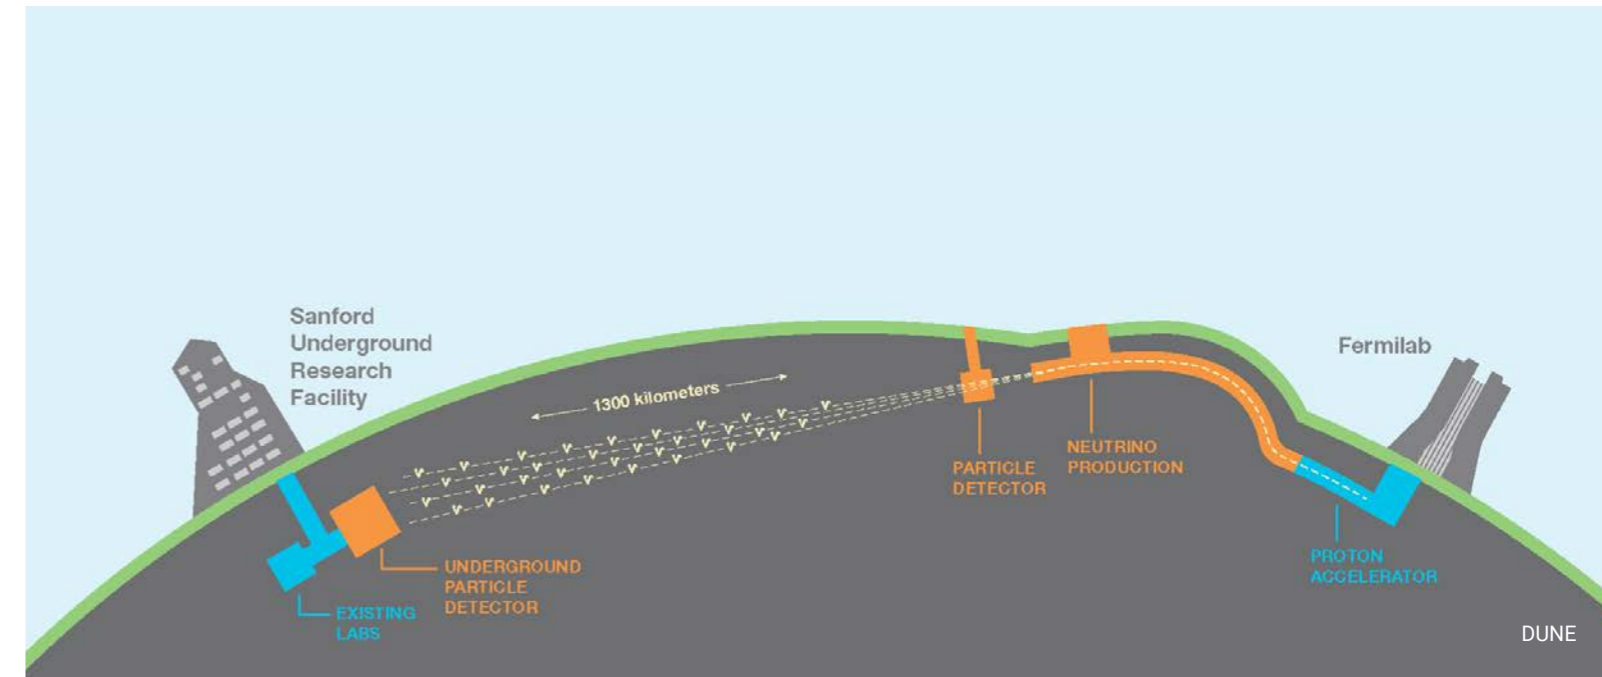 Sanford
Underground
Research
Facility
Fermilab
1300 kilometers
PARTICLE
DETECTOR
NEUTRINO
PRODUCTION
UNDERGROUND
PARTICLE
DETECTOR
EXISTING
LABS
PROTON
ACCELERATOR
DUNE